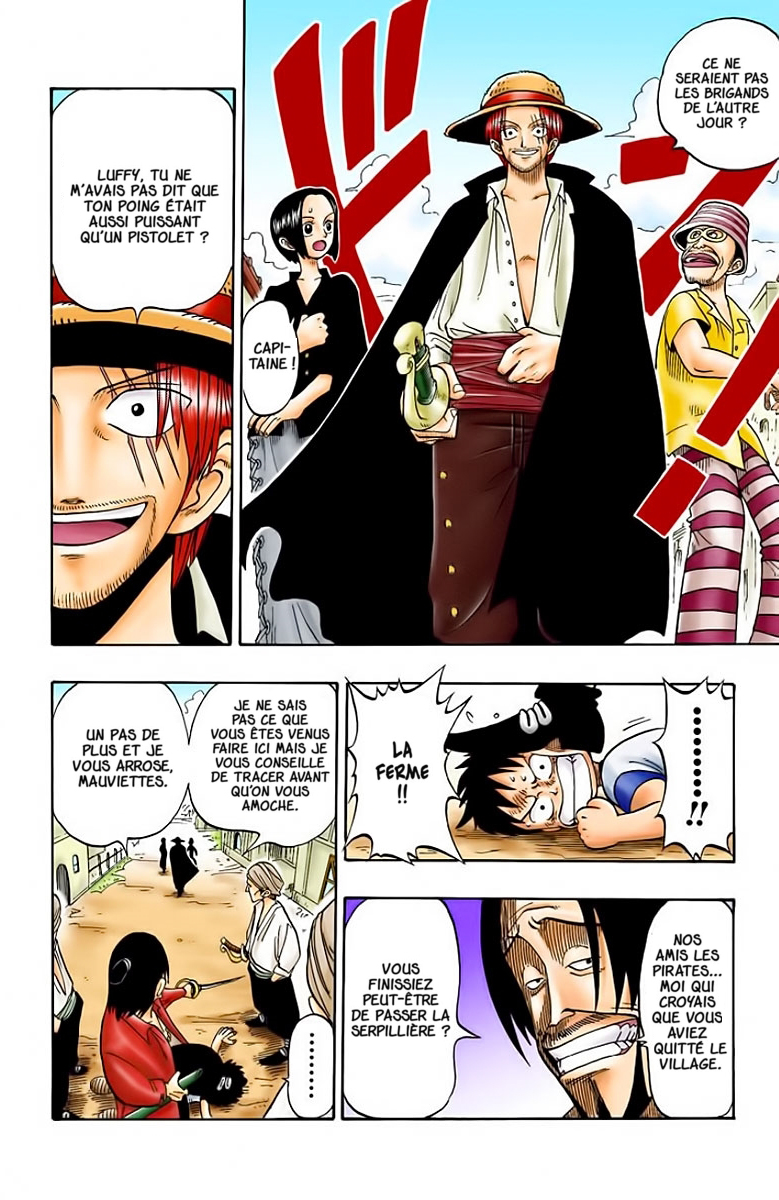 CE NE
SERAIENT PAS
LES BRIGANDS
DE L'AUTRE
JOUR ?
ドン!
CAPI-
TAINE !
LUFFY, TU NE
M'AVAIS PAS DIT QUE
TON POING ÉTAIT
AUSSI PUISSANT
QU'UN PISTOLET ?
........!!
LA
FERME
!!
NOS
AMIS LES
PIRATES...
MOI QUI
CROYAIS
QUE VOUS
AVIEZ
QUITTÉ LE
VILLAGE.
VOUS
FINISSIEZ
PEUT-ÊTRE
DE PASSER LA
SERPILLIÈRE ?
JE NE SAIS
PAS CE QUE
VOUS ÊTES VENUS
FAIRE ICI MAIS JE
VOUS CONSEILLE
DE TRACER AVANT
QU'ON VOUS
AMOCHE.
UN PAS DE
PLUS ET JE
VOUS ARROSE,
MAUVIETTES.
........